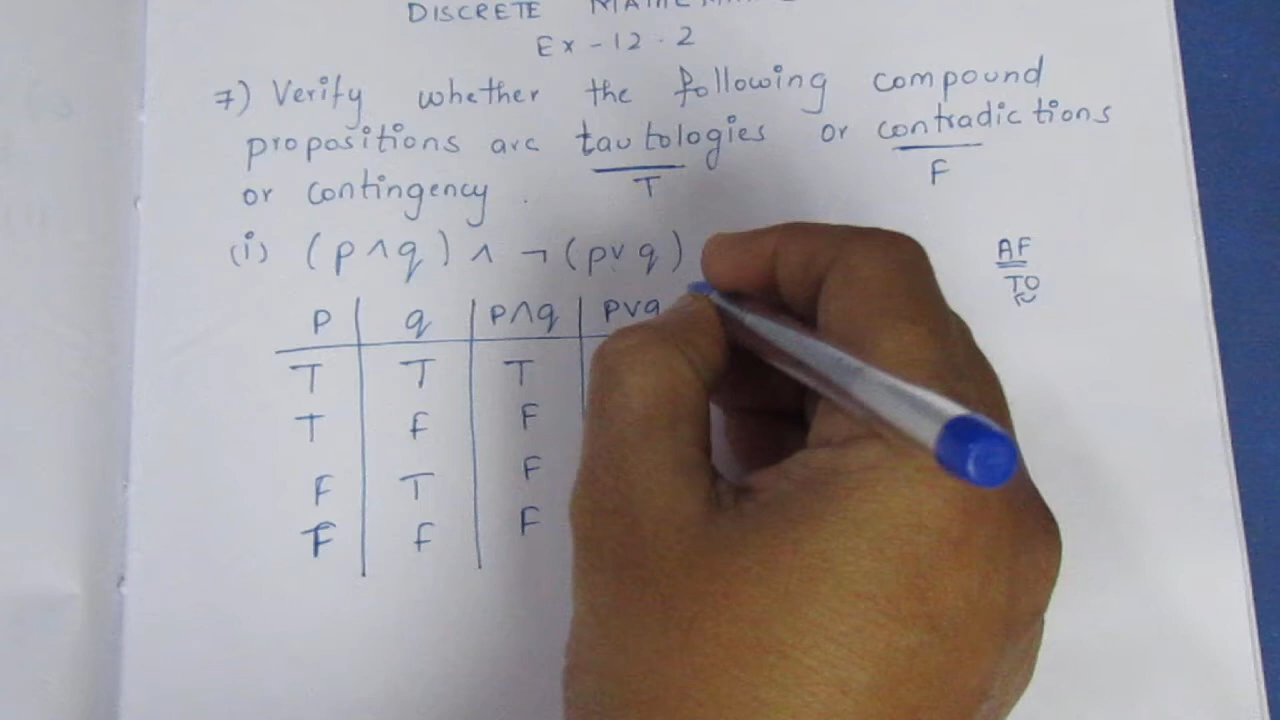 DISCRETE
Ex - 12 . 2
7) Verify whether the following compound
propositions are tautologies or contradictions
T F
or contingency .
(i) (p ∧ q) ∧ ¬ (p ∨ q)
AF
TO
p q p∧q p∨q
T T T
T F F
F T F
F F F